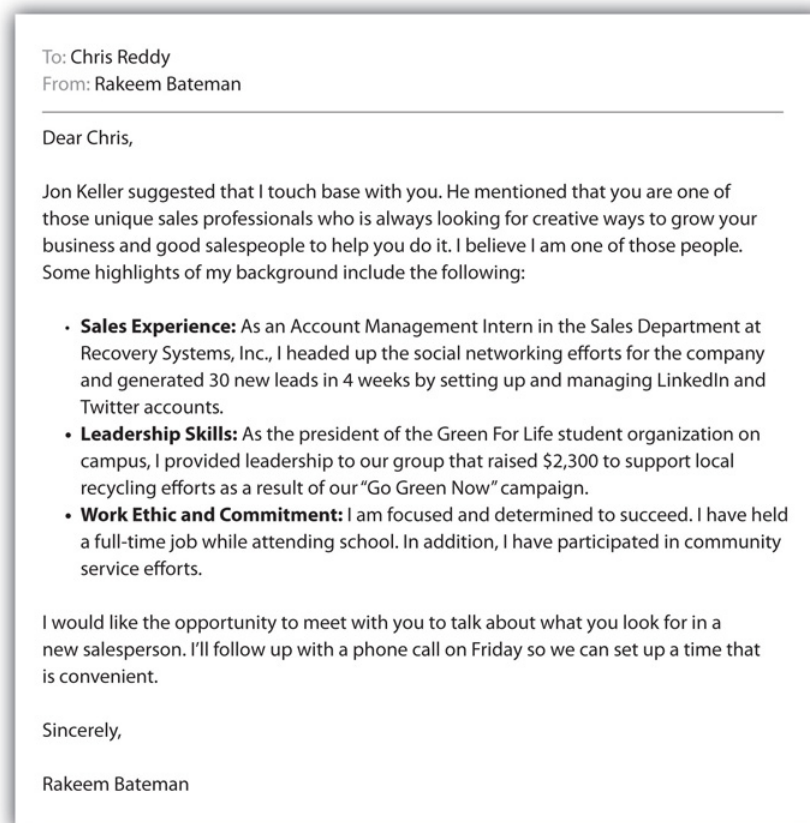 To: Chris Reddy
From: Rakeem Bateman
Dear Chris,
Jon Keller suggested that I touch base with you. He mentioned that you are one of
those unique sales professionals who is always looking for creative ways to grow your
business and good salespeople to help you do it. I believe I am one of those people.
Some highlights of my background include the following:
• Sales Experience: As an Account Management Intern in the Sales Department at
Recovery Systems, Inc., I headed up the social networking efforts for the company
and generated 30 new leads in 4 weeks by setting up and managing LinkedIn and
Twitter accounts.
• Leadership Skills: As the president of the Green For Life student organization on
campus, I provided leadership to our group that raised $2,300 to support local
recycling efforts as a result of our “Go Green Now” campaign.
• Work Ethic and Commitment: I am focused and determined to succeed. I have held
a full-time job while attending school. In addition, I have participated in community
service efforts.
I would like the opportunity to meet with you to talk about what you look for in a
new salesperson. I’ll follow up with a phone call on Friday so we can set up a time that
is convenient.
Sincerely,
Rakeem Bateman